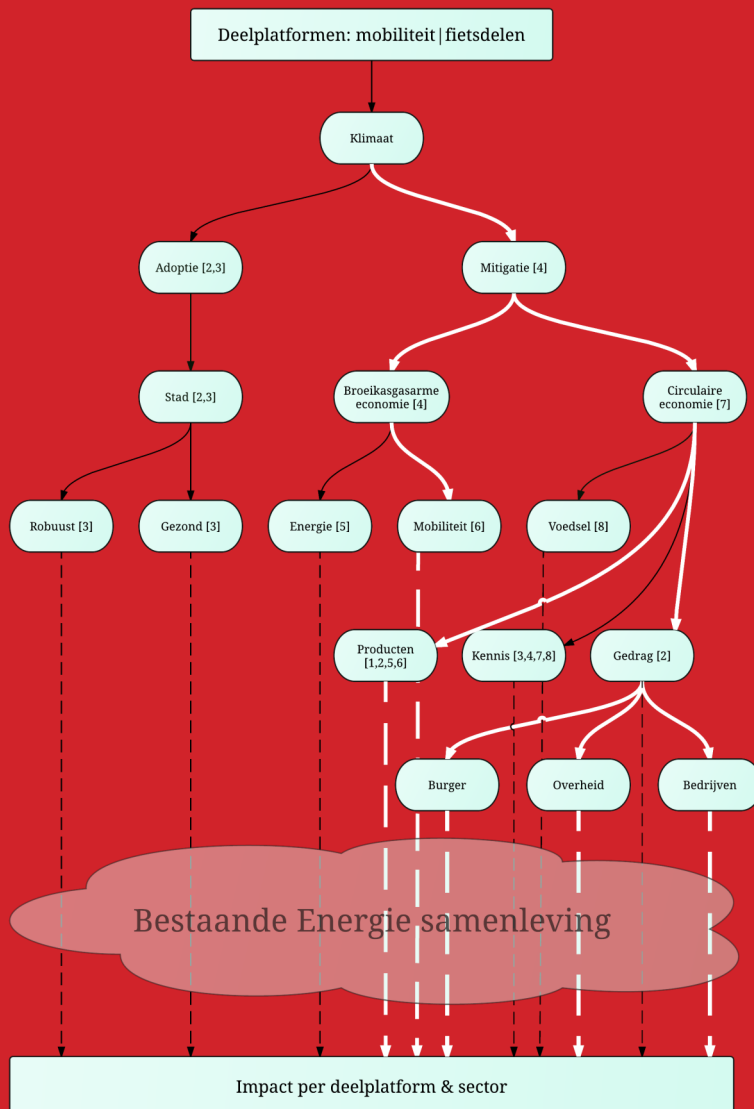 Deelplatformen: mobiliteit|fietsdelen
Klimaat
Adoptie [2,3]
Mitigatie [4]
Stad [2,3]
Broeikasgasarme
economie [4]
Circulaire
economie [7]
Robuust [3]
Gezond [3]
Energie [5]
Mobiliteit [6]
Voedsel [8]
Producten
[1,2,5,6]
Kennis [3,4,7,8]
Gedrag [2]
Burger
Overheid
Bedrijven
Bestaande Energie samenleving
Impact per deelplatform & sector